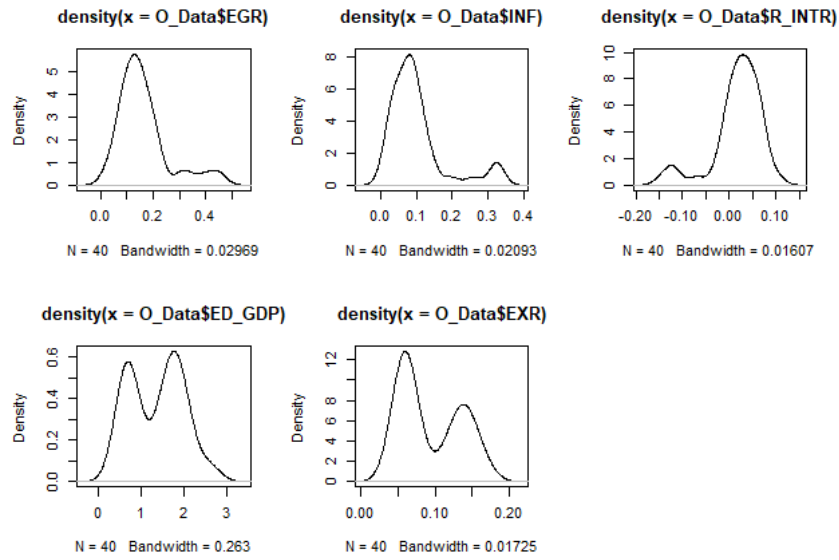 density(x = O_Data$EGR)
Density
0 1 2 3 4 5
0.0 0.2 0.4
N = 40 Bandwidth = 0.02969
density(x = O_Data$INF)
Density
0 2 4 6 8
0.0 0.1 0.2 0.3 0.4
N = 40 Bandwidth = 0.02093
density(x = O_Data$R_INTR)
Density
0 2 4 6 8 10
-0.20 -0.10 0.00 0.10
N = 40 Bandwidth = 0.01607
density(x = O_Data$ED_GDP)
Density
0.0 0.2 0.4 0.6
0 1 2 3
N = 40 Bandwidth = 0.263
density(x = O_Data$EXR)
Density
0 2 4 6 8 12
0.00 0.10 0.20
N = 40 Bandwidth = 0.01725